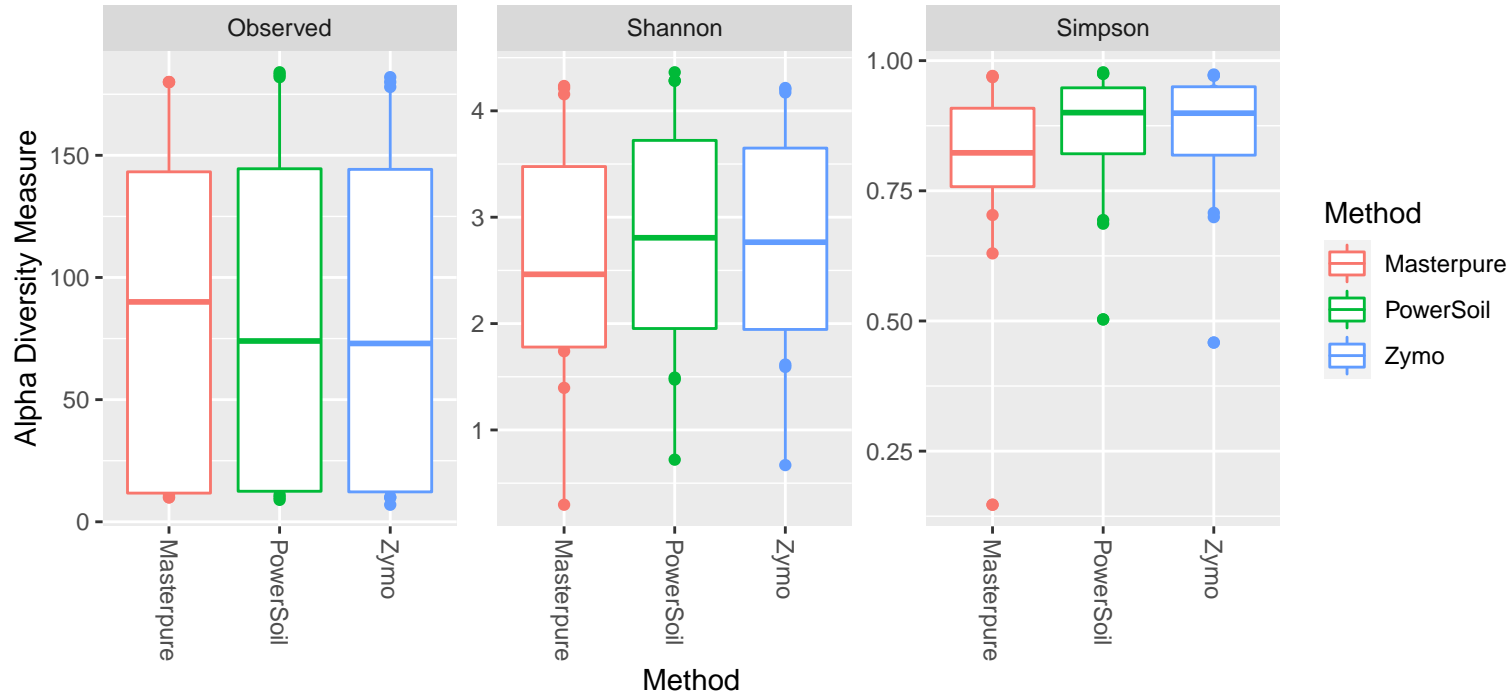 Observed
Shannon
Simpson
Alpha Diversity Measure
150
100
50
0
4
3
2
1
1.00
0.75
0.50
0.25
Masterpure
PowerSoil
Zymo
Masterpure
PowerSoil
Zymo
Masterpure
PowerSoil
Zymo
Method
Method
Masterpure
PowerSoil
Zymo